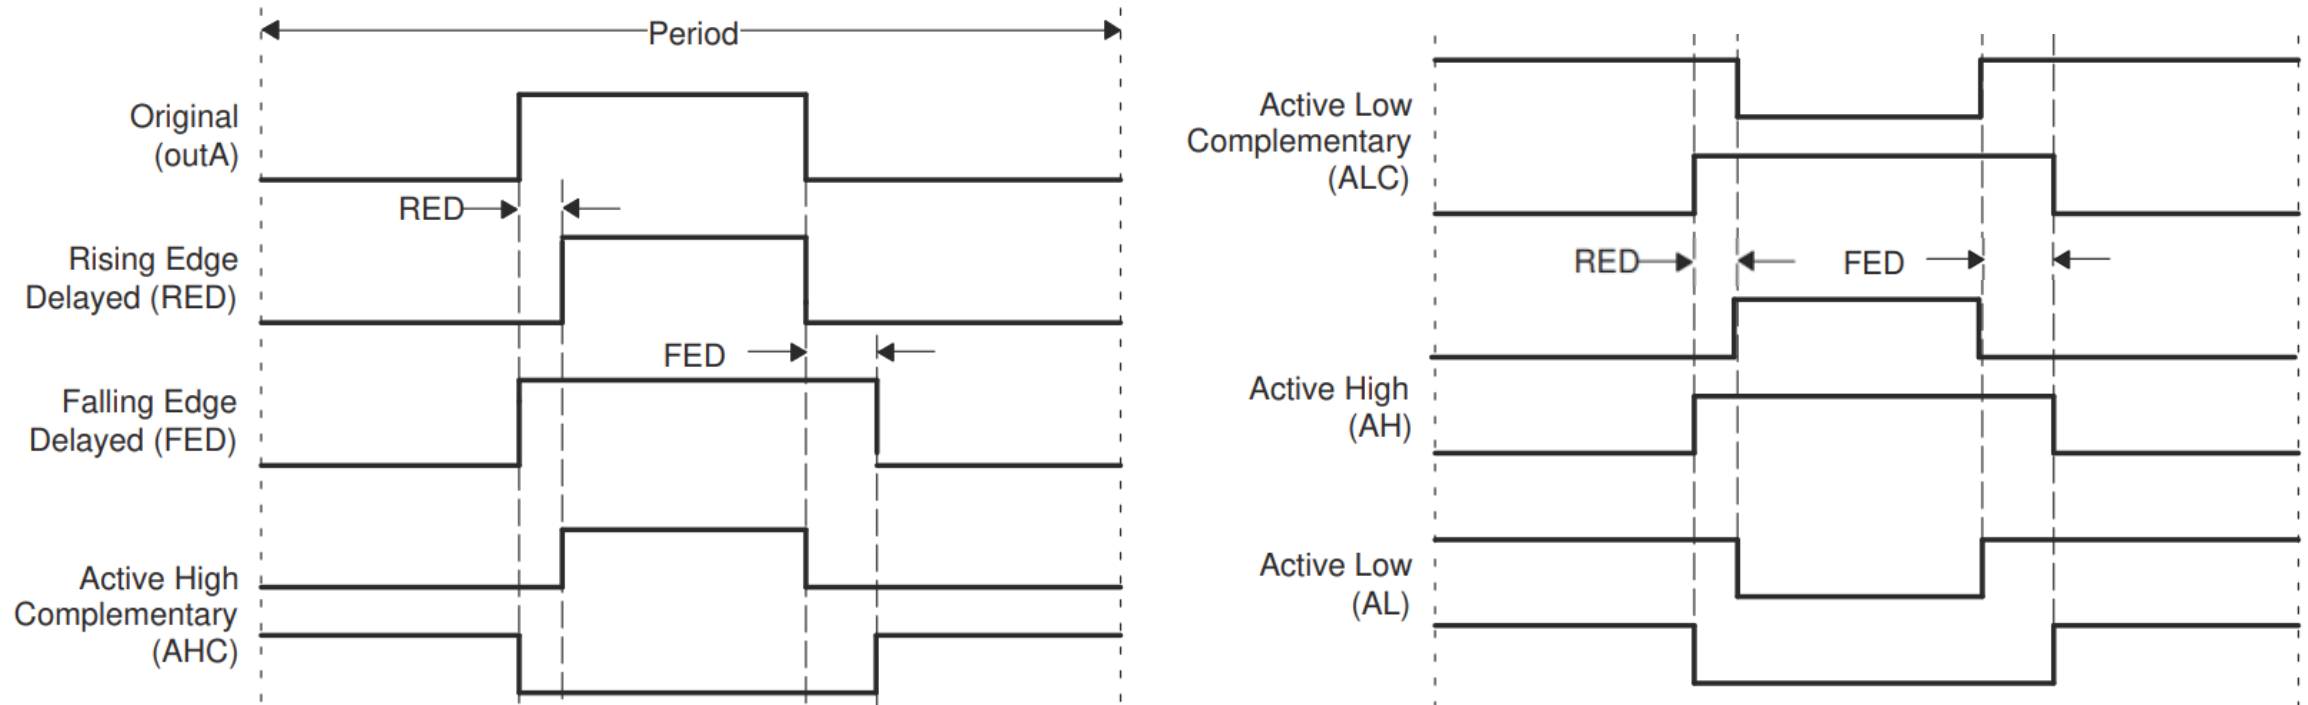 Period
Original
(outA)
RED
Rising Edge
Delayed (RED)
FED
Falling Edge
Delayed (FED)
Active High
Complementary
(AHC)
Active Low
Complementary
(ALC)
RED
FED
Active High
(AH)
Active Low
(AL)